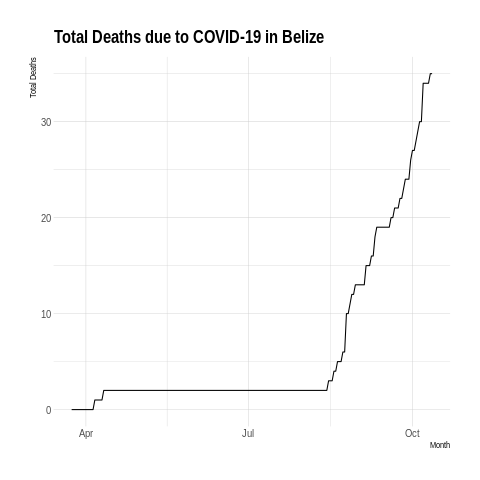 Total Deaths due to COVID-19 in Belize
Total Deaths
30
20
10
0
Apr
Jul
Oct
Month